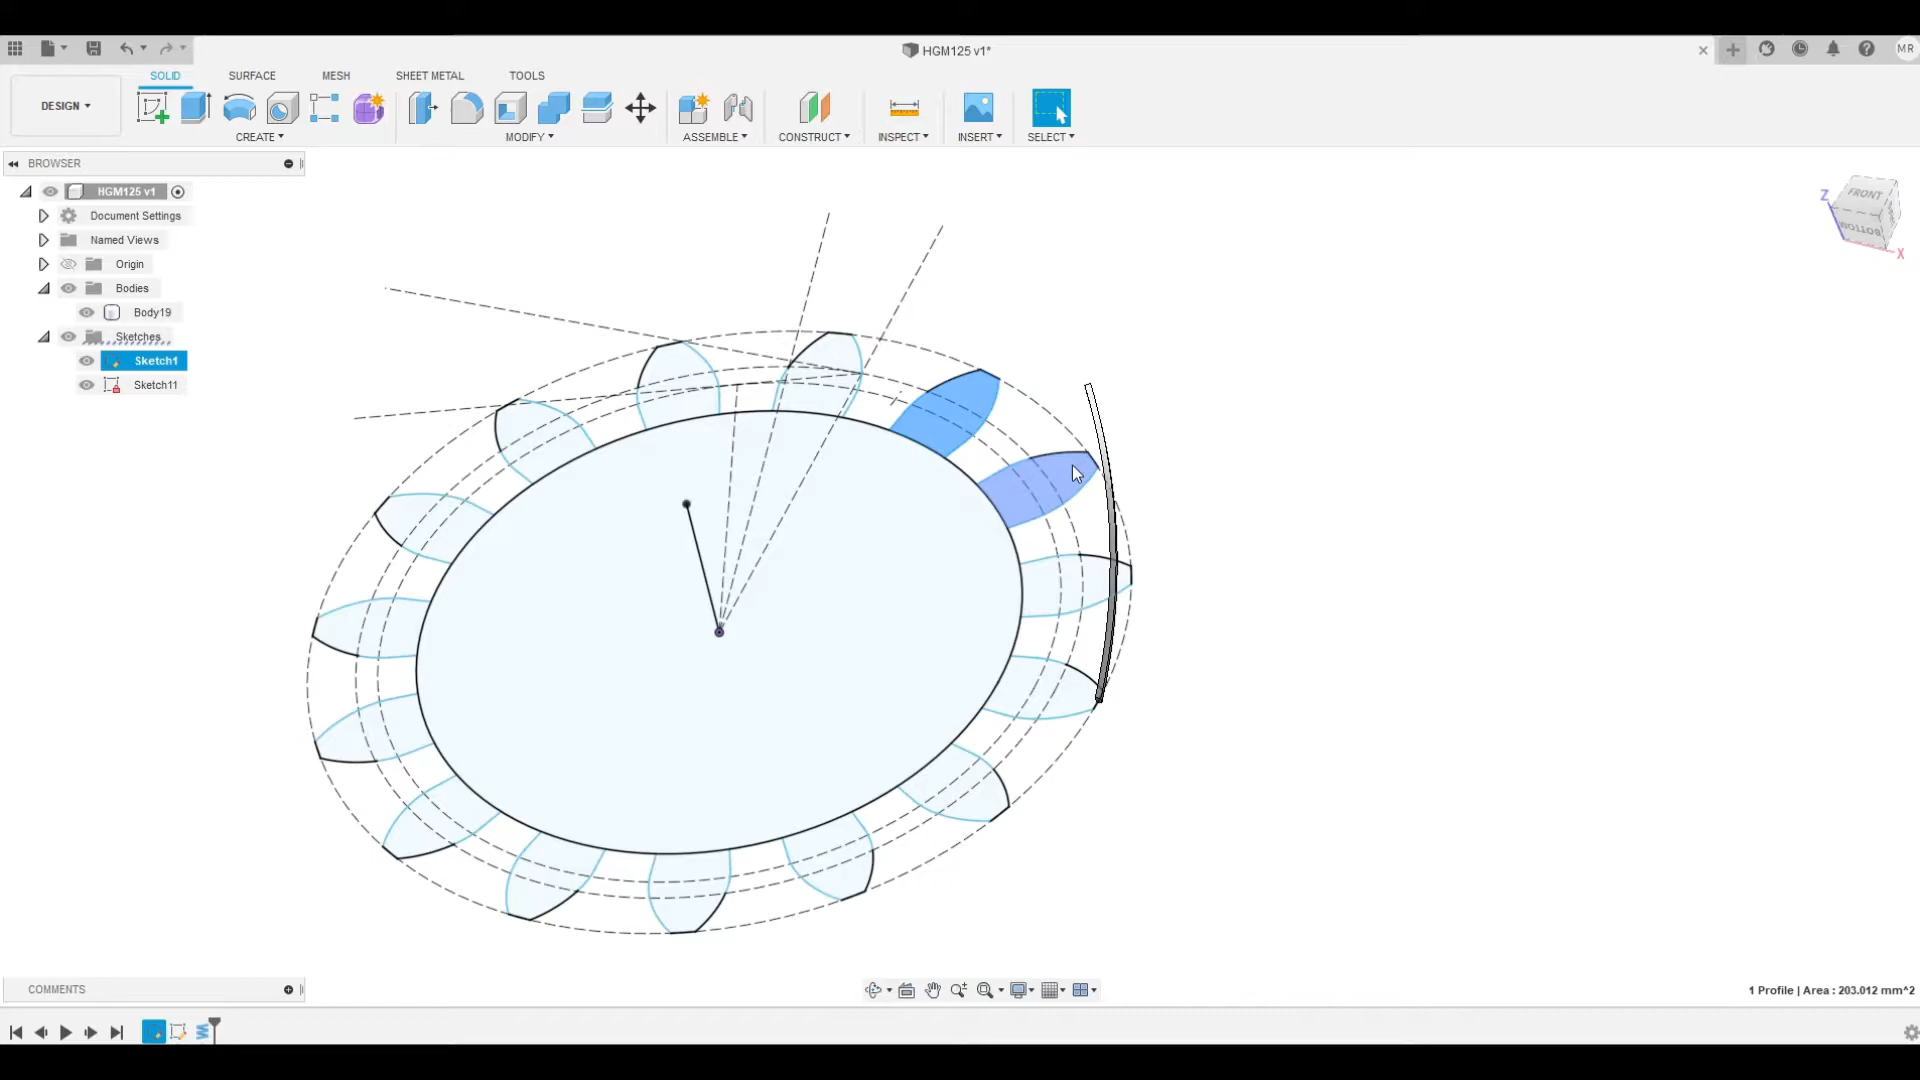 HGM125 v1*
MR
SOLID
SURFACE
MESH
SHEET METAL
TOOLS
DESIGN
CREATE
MODIFY
ASSEMBLE
CONSTRUCT
INSPECT
INSERT
SELECT
BROWSER
HGM125 v1
Document Settings
Named Views
Origin
Bodies
Body19
Sketches
Sketch1
Sketch11
Z
FRONT
BOTTOM
X
COMMENTS
1 Profile | Area : 203.012 mm^2